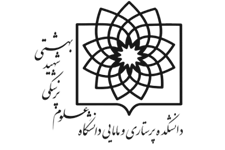 دانشکده پرستاری و مامایی دانشگاه
علوم
پزشکی
شهید
بهشتی